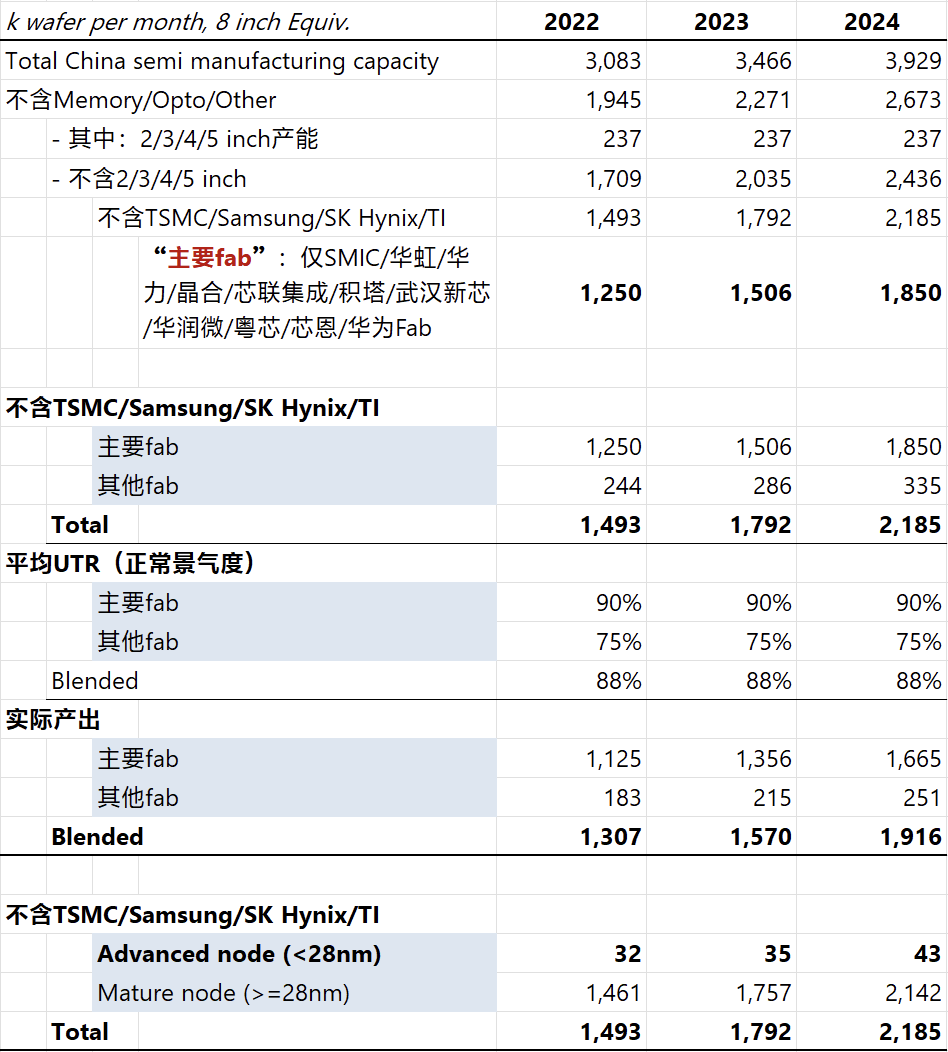 k wafer per month, 8 inch Equiv. 2022 2023 2024
Total China semi manufacturing capacity 3,083 3,466 3,929
不含Memory/Opto/Other 1,945 2,271 2,673
- 其中：2/3/4/5 inch产能 237 237 237
- 不含2/3/4/5 inch 1,709 2,035 2,436
不含TSMC/Samsung/SK Hynix/TI 1,493 1,792 2,185
“主要fab”：仅SMIC/华虹/华
力/晶合/芯联集成/积塔/武汉新芯 1,250 1,506 1,850
/华润微/粤芯/芯恩/华为Fab
不含TSMC/Samsung/SK Hynix/TI
主要fab 1,250 1,506 1,850
其他fab 244 286 335
Total 1,493 1,792 2,185
平均UTR（正常景气度）
主要fab 90% 90% 90%
其他fab 75% 75% 75%
Blended 88% 88% 88%
实际产出
主要fab 1,125 1,356 1,665
其他fab 183 215 251
Blended 1,307 1,570 1,916
不含TSMC/Samsung/SK Hynix/TI
Advanced node (<28nm) 32 35 43
Mature node (>=28nm) 1,461 1,757 2,142
Total 1,493 1,792 2,185